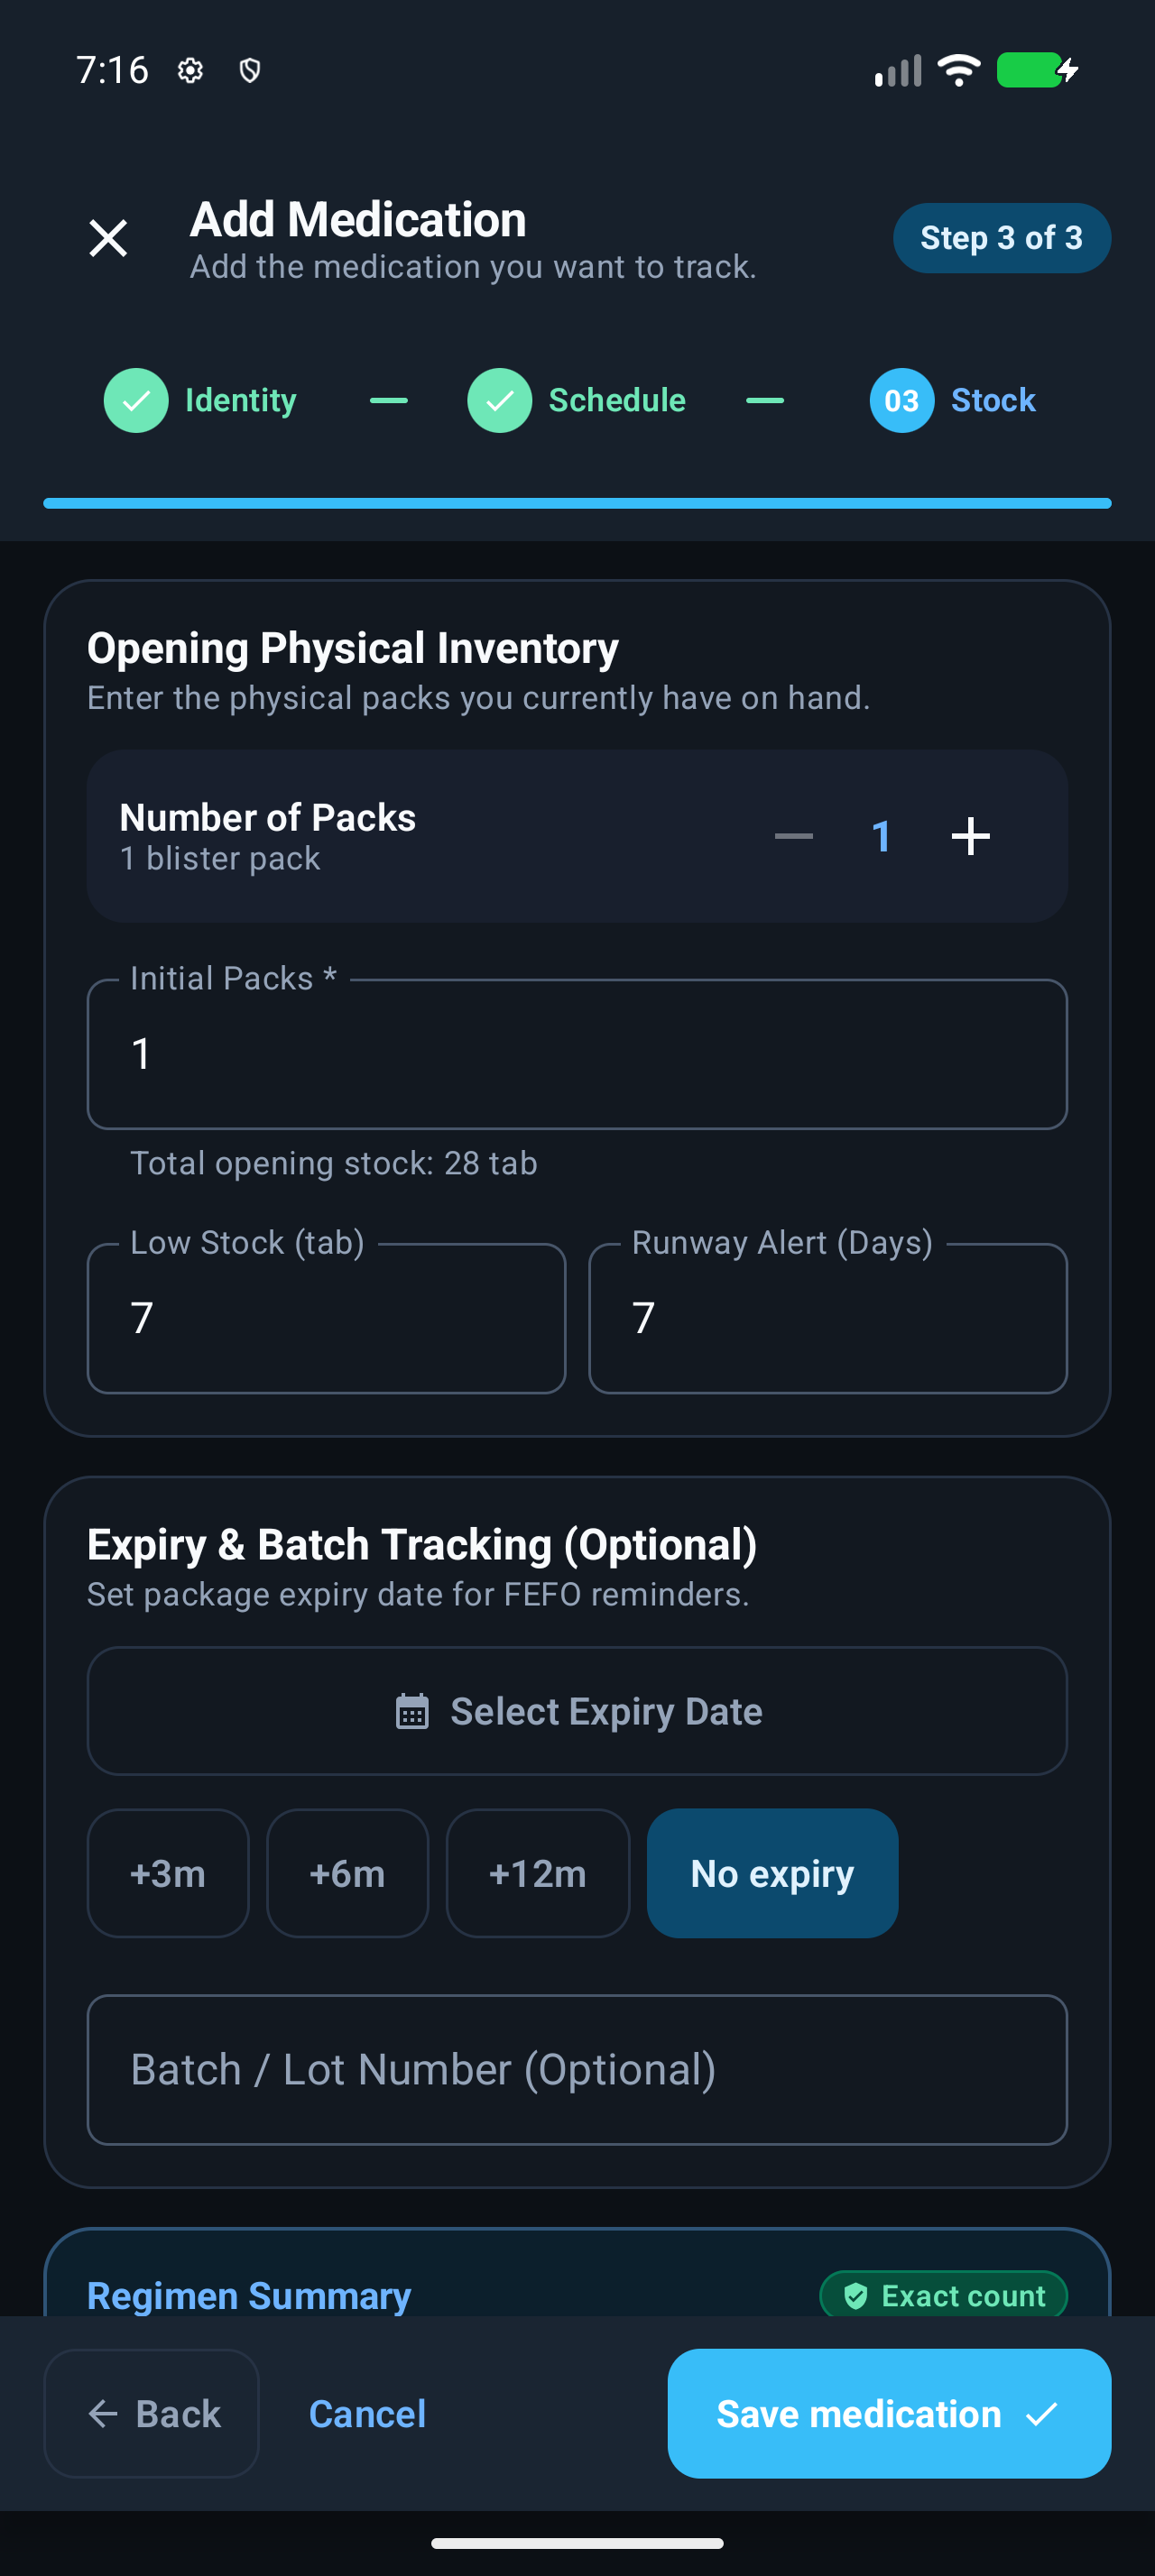 7:16
Add Medication
Add the medication you want to track.
Step 3 of 3
Identity
Schedule
03 Stock
Opening Physical Inventory
Enter the physical packs you currently have on hand.
Number of Packs
1 blister pack
1
Initial Packs *
1
Total opening stock: 28 tab
Low Stock (tab)
7
Runway Alert (Days)
7
Expiry & Batch Tracking (Optional)
Set package expiry date for FEFO reminders.
Select Expiry Date
+3m
+6m
+12m
No expiry
Batch / Lot Number (Optional)
Regimen Summary
Exact count
Back
Cancel
Save medication